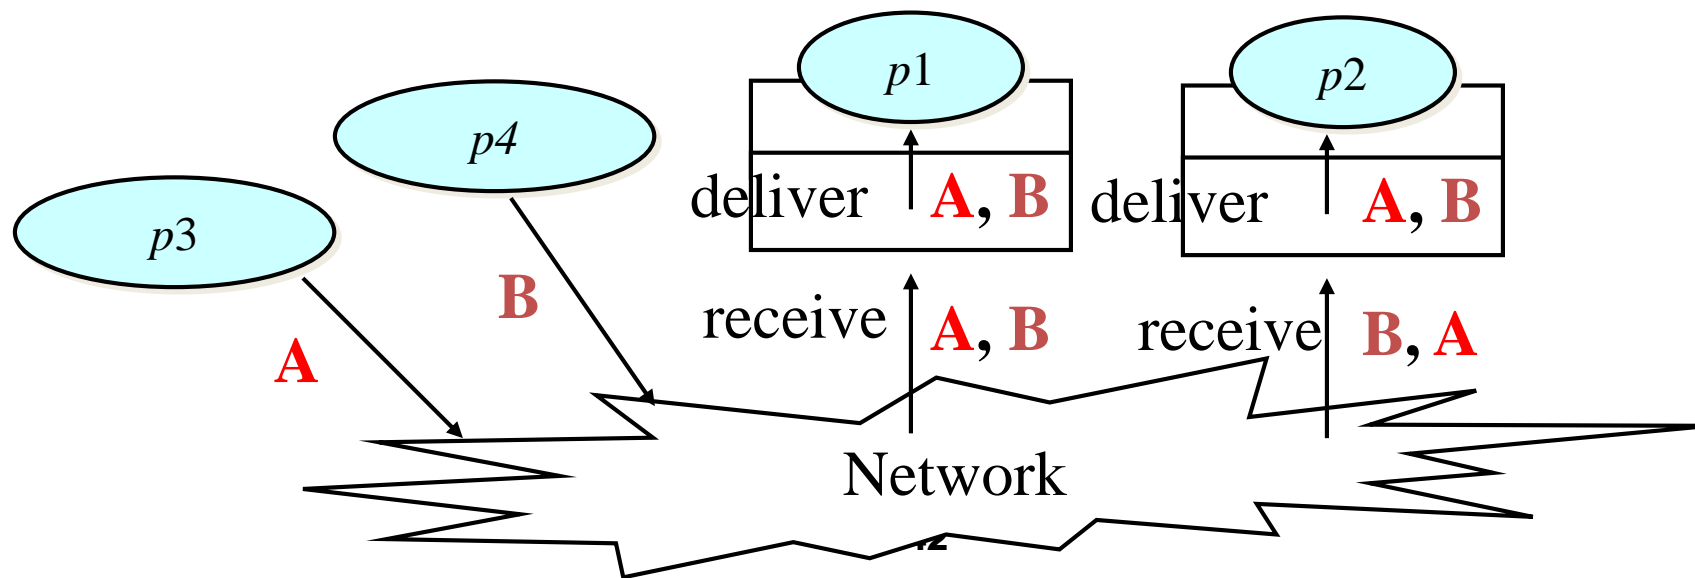 p1
p2
p4
p3
deliver A, B
deliver A, B
B
receive A, B
receive B, A
A
Network